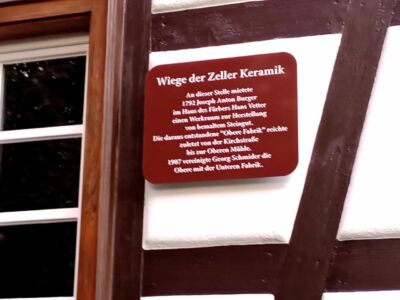 Wiege der Zeller Keramik
An dieser Stelle mietete
1792 Joseph Anton Burger
im Haus des Färbers Hans Vetter
einen Werkraum zur Herstellung
von bemaltem Steingut.
Die daraus entstandene "Obere Fabrik" reichte
zuletzt von der Kirchstraße
bis zur Oberen Mühle.
1907 vereinigte Georg Schmider die
Obere mit der Unteren Fabrik..